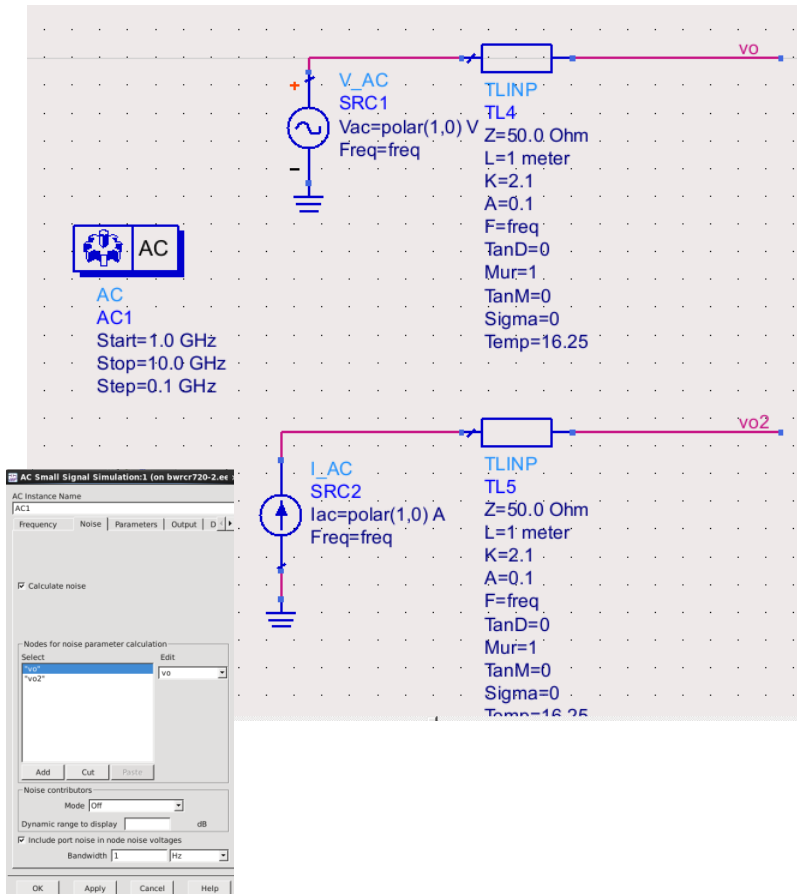 vo
+
V_AC
SRC1
Vac=polar(1,0) V
Freq=freq
−
TLINP
TL4
Z=50.0 Ohm
L=1 meter
K=2.1
A=0.1
F=freq
TanD=0
Mur=1
TanM=0
Sigma=0
Temp=16.25
AC
AC
AC1
Start=1.0 GHz
Stop=10.0 GHz
Step=0.1 GHz
vo2
I_AC
SRC2
Iac=polar(1,0) A
Freq=freq
TLINP
TL5
Z=50.0 Ohm
L=1 meter
K=2.1
A=0.1
F=freq
TanD=0
Mur=1
TanM=0
Sigma=0
Temp=16.25
AC Small Signal Simulation:1 (on bwrcr720-2.ee
AC Instance Name
AC1
Frequency Noise Parameters Output D
Calculate noise
Nodes for noise parameter calculation
Select Edit
"vo" vo
"vo2"
Add Cut Paste
Noise contributors
Mode Off
Dynamic range to display dB
Include port noise in node noise voltages
Bandwidth 1 Hz
OK Apply Cancel Help